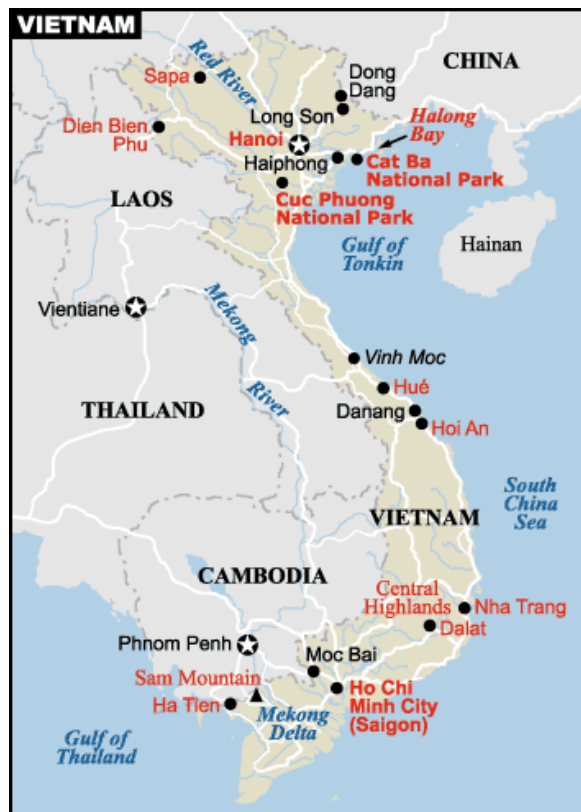 VIETNAM
CHINA
Red River
Sapa
Dong
Dang
Long Son
Dien Bien
Phu
Hanoi
Halong
Bay
Haiphong
Cat Ba
National Park
LAOS
Cuc Phuong
National Park
Gulf of
Tonkin
Hainan
Vientiane
Mekong
River
Vinh Moc
Hué
THAILAND
Danang
Hoi An
South
China
Sea
VIETNAM
CAMBODIA
Central
Highlands
Nha Trang
Dalat
Phnom Penh
Moc Bai
Sam Mountain
Ha Tien
Ho Chi
Minh City
(Saigon)
Mekong
Delta
Gulf of
Thailand